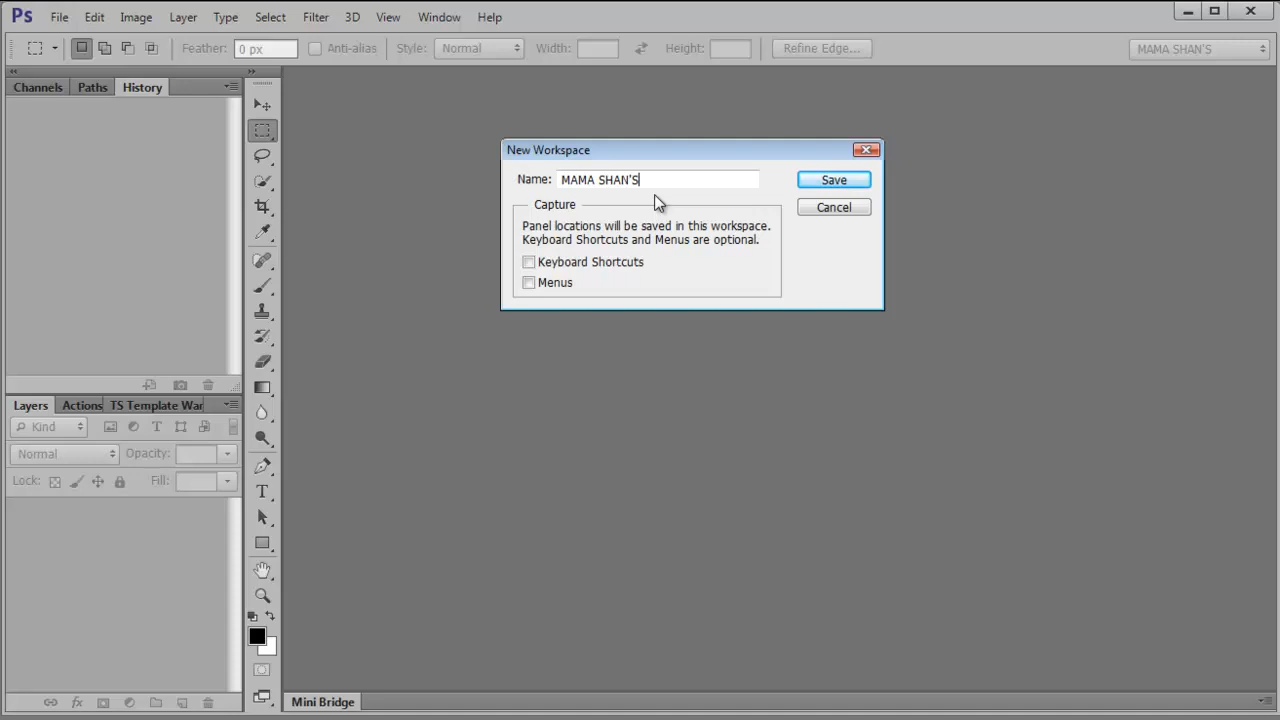 Ps File Edit Image Layer Type Select Filter 3D View Window Help
Feather: 0 px Anti-alias Style: Normal Width: Height: Refine Edge... MAMA SHAN'S
Channels Paths History
New Workspace
Name: MAMA SHAN'S Save
Capture Cancel
Panel locations will be saved in this workspace.
Keyboard Shortcuts and Menus are optional.
Keyboard Shortcuts
Menus
Layers Actions TS Template War
Kind
Normal Opacity:
Lock: Fill:
Mini Bridge